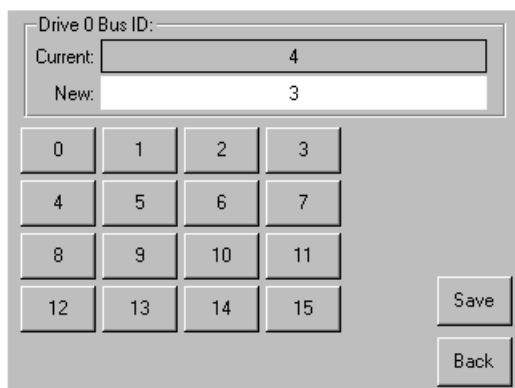 Drive 0 Bus ID:
Current: 4
New: 3
0 1 2 3
4 5 6 7
8 9 10 11
12 13 14 15
Save
Back